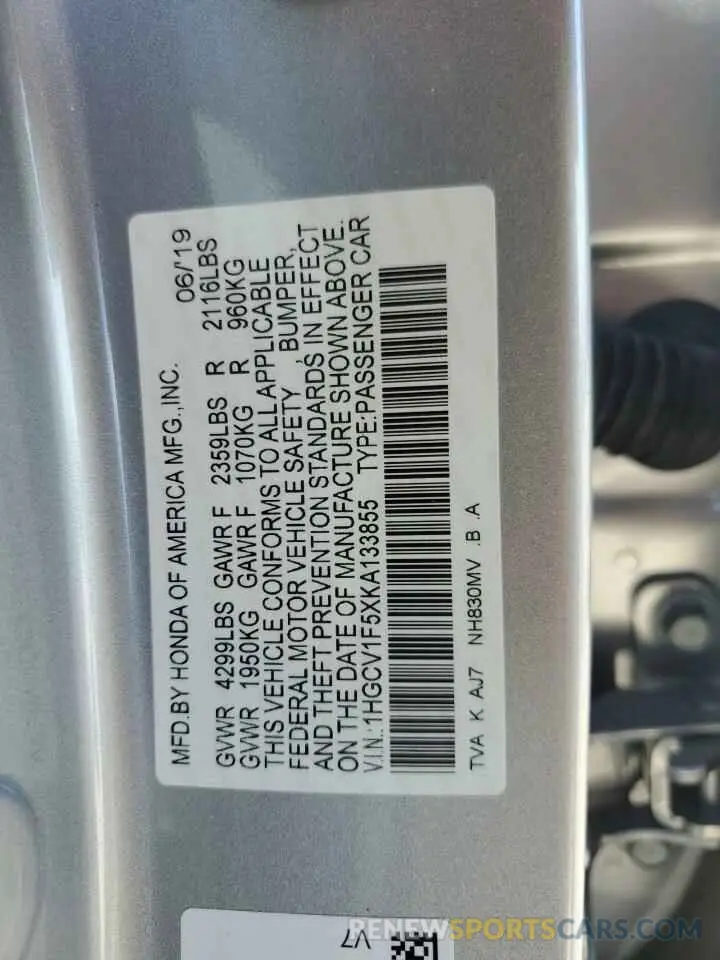 MFD.BY HONDA OF AMERICA MFG.,INC. 06/'19
GVWR 4299LBS GAWR F 2359LBS R 2116LBS
GVWR 1950KG GAWR F 1070KG R 960KG
THIS VEHICLE CONFORMS TO ALL APPLICABLE
FEDERAL MOTOR VEHICLE SAFETY , BUMPER,
AND THEFT PREVENTION STANDARDS IN EFFECT
ON THE DATE OF MANUFACTURE SHOWN ABOVE.
V.I.N.:1HGCV1F5XKA133855 TYPE:PASSENGER CAR
TVA K AJ7 NH830MV .B .A
V7
RENEWSPORTSCARS.COM